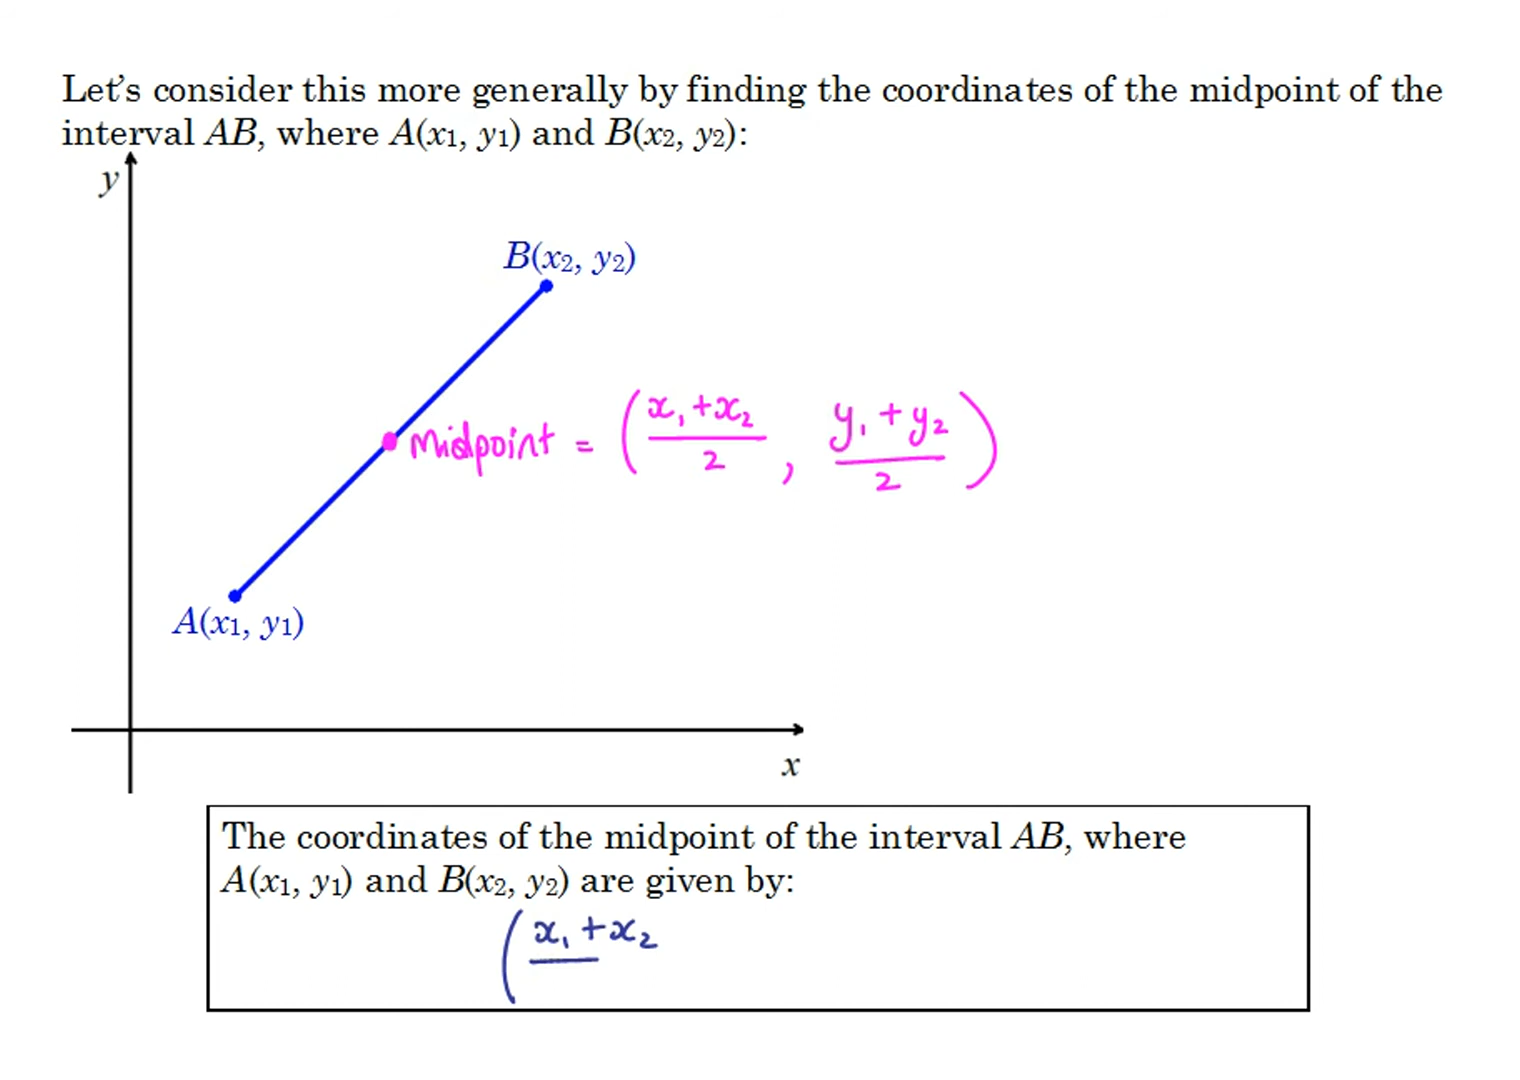 Let's consider this more generally by finding the coordinates of the midpoint of the
interval AB, where A(x₁, y₁) and B(x₂, y₂):
y
B(x₂, y₂)
midpoint = (x₁+x₂/2, y₁+y₂/2)
A(x₁, y₁)
x
The coordinates of the midpoint of the interval AB, where
A(x₁, y₁) and B(x₂, y₂) are given by:
(x₁+x₂